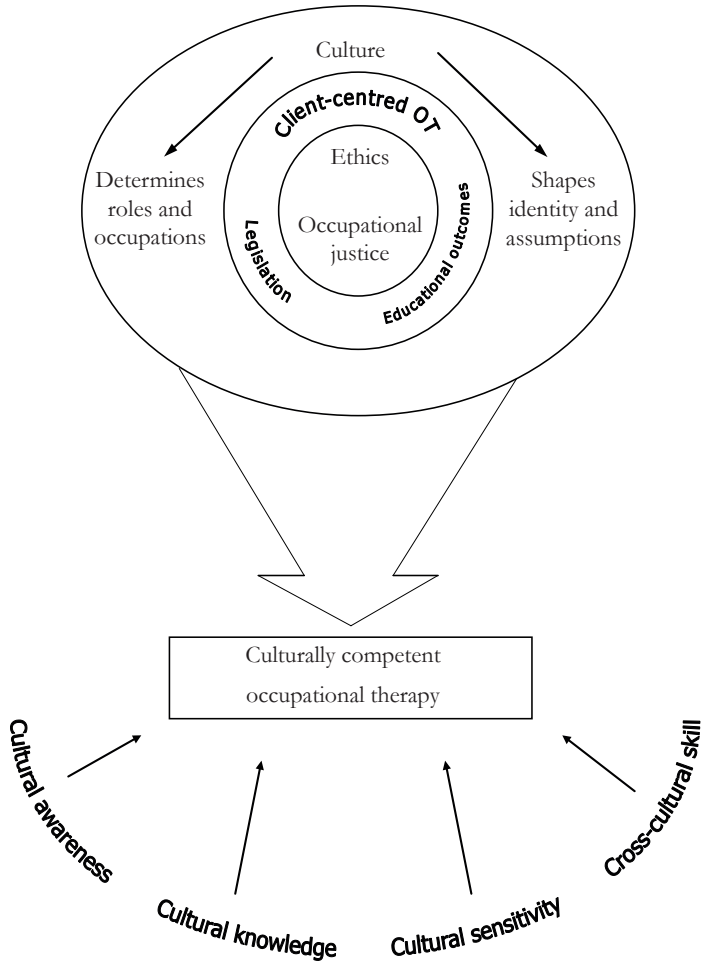 Culture
Client-centred OT
Ethics
Determines
roles and
occupations
Shapes
identity and
assumptions
Occupational
justice
Legislation
Educational outcomes
Culturally competent
occupational therapy
Cultural awareness
Cultural knowledge
Cultural sensitivity
Cross-cultural skill